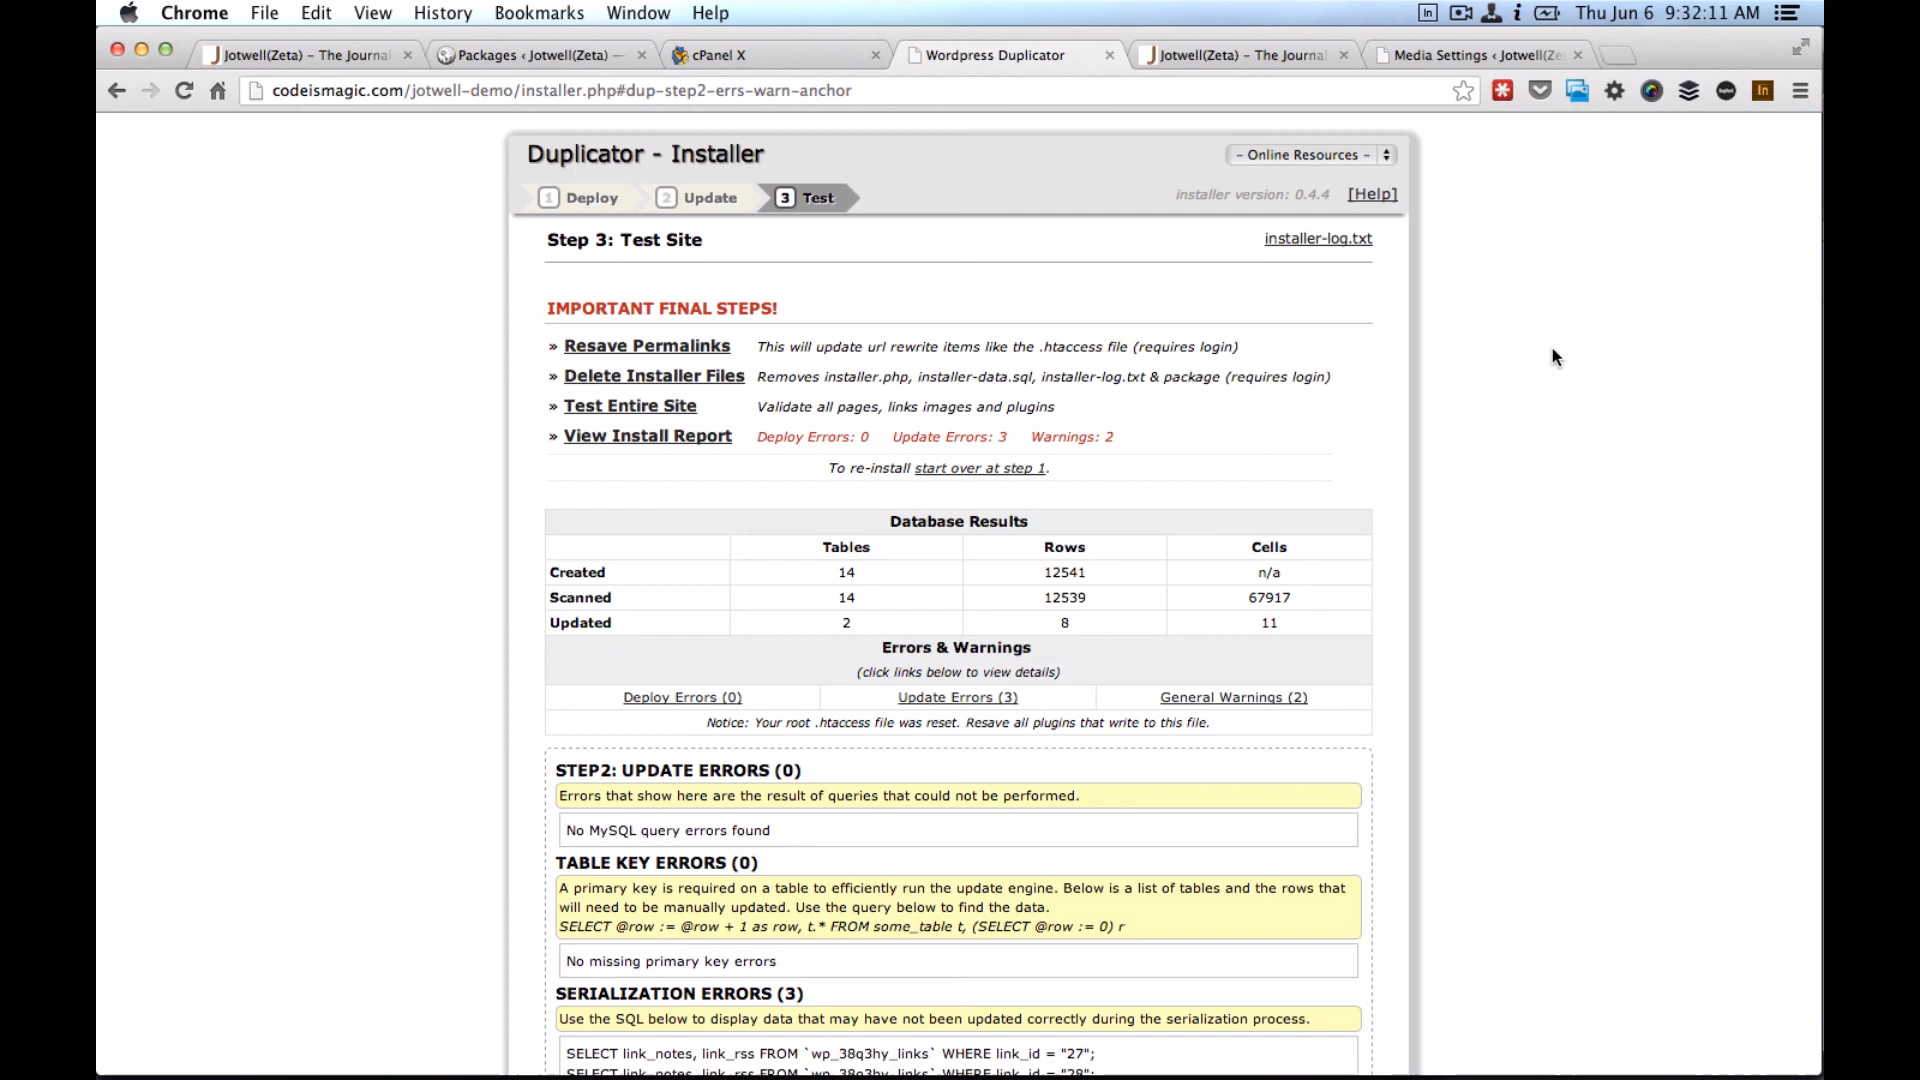 Chrome File Edit View History Bookmarks Window Help Thu Jun 6 9:32:11 AM
Jotwell(Zeta) – The Journal Packages ‹ Jotwell(Zeta) — cPanel X Wordpress Duplicator Jotwell(Zeta) – The Journal Media Settings ‹ Jotwell(Ze
codeismagic.com/jotwell-demo/installer.php#dup-step2-errs-warn-anchor
Duplicator - Installer – Online Resources –
1 Deploy 2 Update 3 Test installer version: 0.4.4 [Help]
Step 3: Test Site installer-log.txt
IMPORTANT FINAL STEPS!
» Resave Permalinks This will update url rewrite items like the .htaccess file (requires login)
» Delete Installer Files Removes installer.php, installer-data.sql, installer-log.txt & package (requires login)
» Test Entire Site Validate all pages, links images and plugins
» View Install Report Deploy Errors: 0 Update Errors: 3 Warnings: 2
To re-install start over at step 1.
Database Results
Tables Rows Cells
Created 14 12541 n/a
Scanned 14 12539 67917
Updated 2 8 11
Errors & Warnings
(click links below to view details)
Deploy Errors (0) Update Errors (3) General Warnings (2)
Notice: Your root .htaccess file was reset. Resave all plugins that write to this file.
STEP2: UPDATE ERRORS (0)
Errors that show here are the result of queries that could not be performed.
No MySQL query errors found
TABLE KEY ERRORS (0)
A primary key is required on a table to efficiently run the update engine. Below is a list of tables and the rows that
will need to be manually updated. Use the query below to find the data.
SELECT @row := @row + 1 as row, t.* FROM some_table t, (SELECT @row := 0) r
No missing primary key errors
SERIALIZATION ERRORS (3)
Use the SQL below to display data that may have not been updated correctly during the serialization process.
SELECT link_notes, link_rss FROM `wp_38q3hy_links` WHERE link_id = "27";
SELECT link_notes, link_rss FROM `wp_38q3hy_links` WHERE link_id = "28";